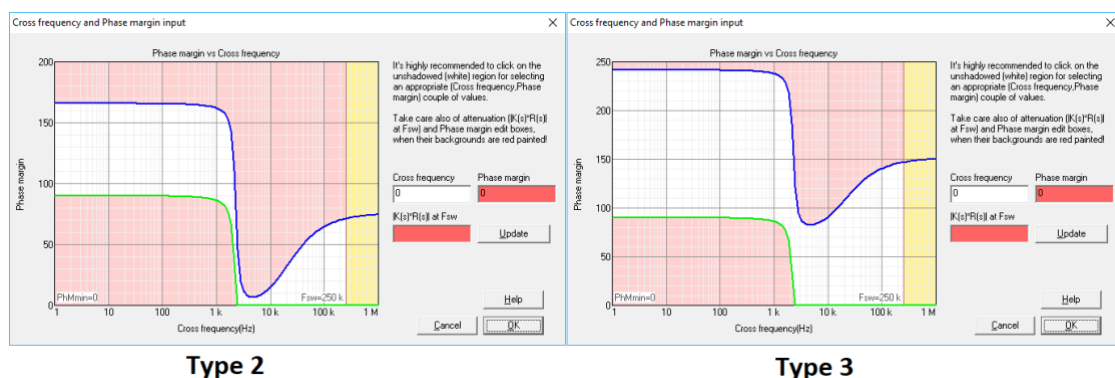 Cross frequency and Phase margin input
Phase margin vs Cross frequency
200
150
100
50
0
Phase margin
PhMmin=0
Fsw=250 k
1
10
100
1 k
10 k
100 k
1 M
Cross frequency(Hz)
It's highly recommended to click on the
unshadowed (white) region for selecting
an appropriate (Cross frequency,Phase
margin) couple of values.
Take care also of attenuation (|K(s)*R(s)|
at Fsw) and Phase margin edit boxes,
when their backgrounds are red painted!
Cross frequency
Phase margin
0
0
|K(s)*R(s)| at Fsw
Update
Help
Cancel
OK
Type 2
Cross frequency and Phase margin input
Phase margin vs Cross frequency
250
200
150
100
50
0
Phase margin
PhMmin=0
Fsw=250 k
1
10
100
1 k
10 k
100 k
1 M
Cross frequency(Hz)
It's highly recommended to click on the
unshadowed (white) region for selecting
an appropriate (Cross frequency,Phase
margin) couple of values.
Take care also of attenuation (|K(s)*R(s)|
at Fsw) and Phase margin edit boxes,
when their backgrounds are red painted!
Cross frequency
Phase margin
0
0
|K(s)*R(s)| at Fsw
Update
Help
Cancel
OK
Type 3